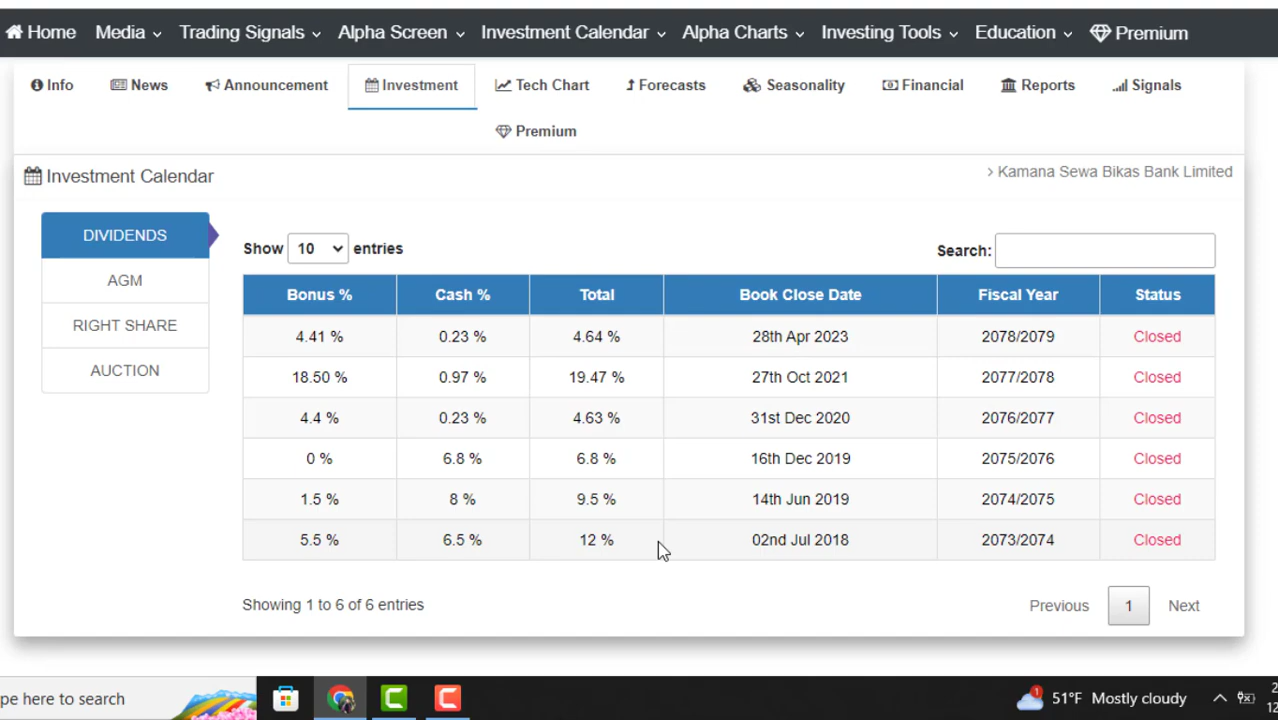 Home Media Trading Signals Alpha Screen Investment Calendar Alpha Charts Investing Tools Education Premium
Info News Announcement Investment Tech Chart Forecasts Seasonality Financial Reports Signals
Premium
Investment Calendar
> Kamana Sewa Bikas Bank Limited
DIVIDENDS
AGM
RIGHT SHARE
AUCTION
Show 10 entries Search:
Bonus % Cash % Total Book Close Date Fiscal Year Status
4.41 % 0.23 % 4.64 % 28th Apr 2023 2078/2079 Closed
18.50 % 0.97 % 19.47 % 27th Oct 2021 2077/2078 Closed
4.4 % 0.23 % 4.63 % 31st Dec 2020 2076/2077 Closed
0 % 6.8 % 6.8 % 16th Dec 2019 2075/2076 Closed
1.5 % 8 % 9.5 % 14th Jun 2019 2074/2075 Closed
5.5 % 6.5 % 12 % 02nd Jul 2018 2073/2074 Closed
Showing 1 to 6 of 6 entries Previous 1 Next
pe here to search 1 51°F Mostly cloudy